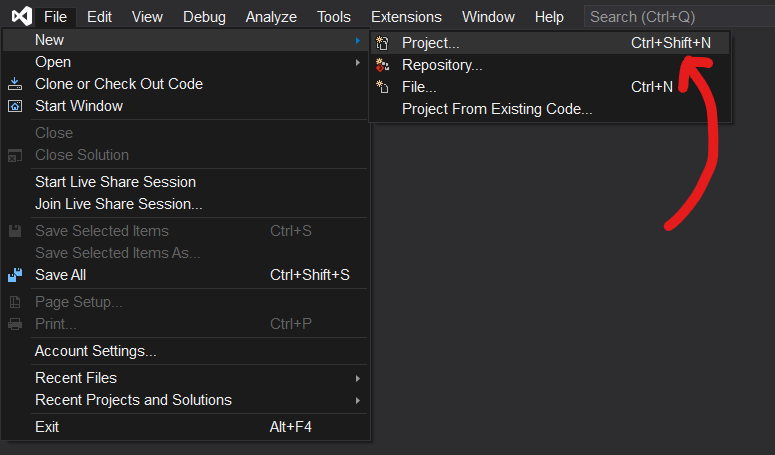 File Edit View Debug Analyze Tools Extensions Window Help Search (Ctrl+Q)
New
Open
Clone or Check Out Code
Start Window
Close
Close Solution
Start Live Share Session
Join Live Share Session...
Save Selected Items Ctrl+S
Save Selected Items As...
Save All Ctrl+Shift+S
Page Setup...
Print... Ctrl+P
Account Settings...
Recent Files
Recent Projects and Solutions
Exit Alt+F4
Project... Ctrl+Shift+N
Repository...
File... Ctrl+N
Project From Existing Code...